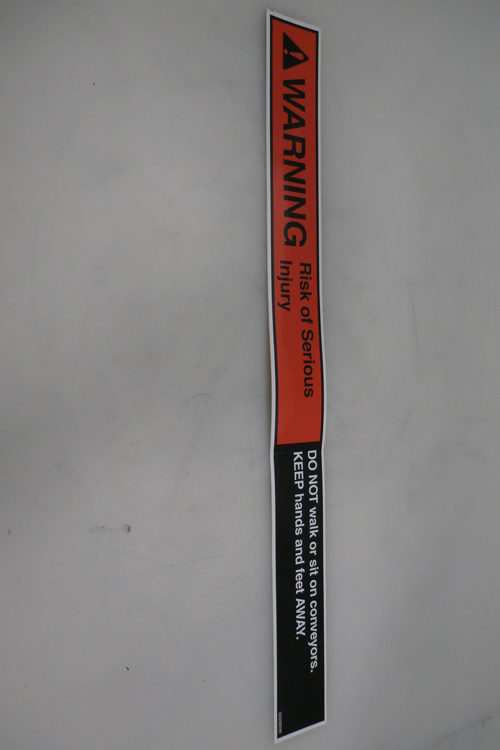 WARNING
Risk of Serious
Injury
DO NOT walk or sit on conveyors.
KEEP hands and feet AWAY.